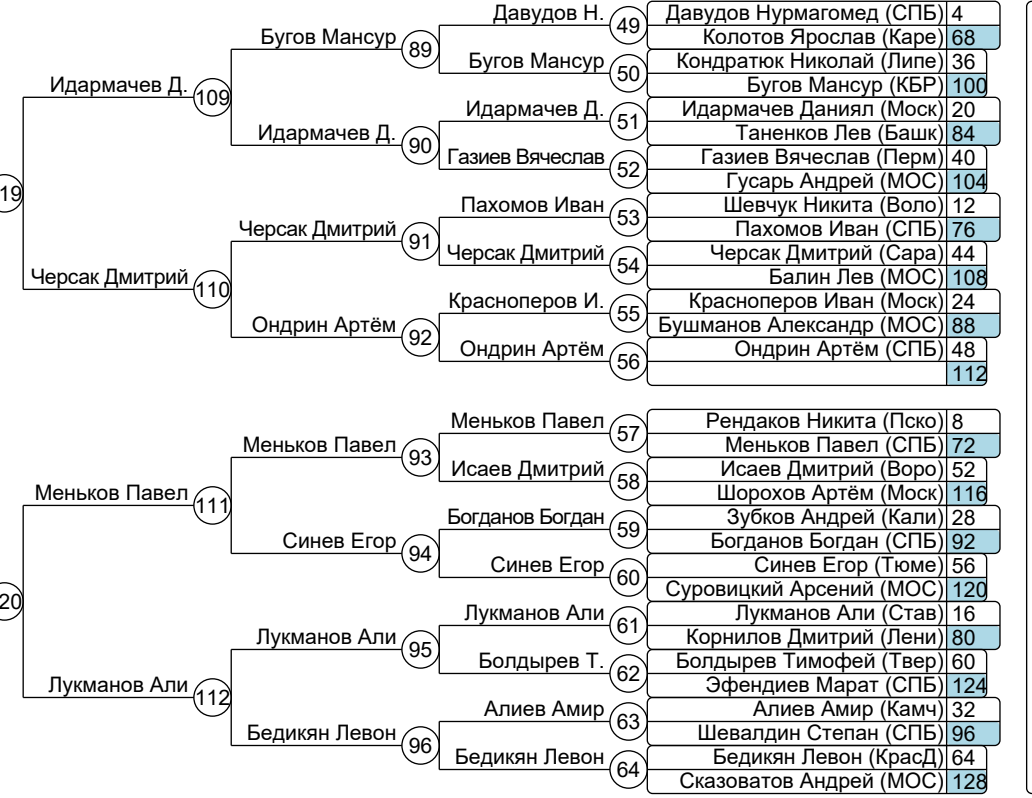 Давудов Н. 49 Давудов Нурмагомед (СПБ) 4
Колотов Ярослав (Каре) 68
Бугов Мансур 89
Бугов Мансур 50 Кондратюк Николай (Липе) 36
Бугов Мансур (КБР) 100
Идармачев Д. 109
Идармачев Д. 51 Идармачев Даниял (Моск) 20
Таненков Лев (Башк) 84
Идармачев Д. 90
Газиев Вячеслав 52 Газиев Вячеслав (Перм) 40
Гусарь Андрей (МОС) 104
19
Пахомов Иван 53 Шевчук Никита (Воло) 12
Пахомов Иван (СПБ) 76
Черсак Дмитрий 91
Черсак Дмитрий 54 Черсак Дмитрий (Сара) 44
Балин Лев (МОС) 108
Черсак Дмитрий 110
Красноперов И. 55 Красноперов Иван (Моск) 24
Бушманов Александр (МОС) 88
Ондрин Артём 92
Ондрин Артём 56 Ондрин Артём (СПБ) 48
112
Меньков Павел 57 Рендаков Никита (Пско) 8
Меньков Павел (СПБ) 72
Меньков Павел 93
Исаев Дмитрий 58 Исаев Дмитрий (Воро) 52
Шорохов Артём (Моск) 116
Меньков Павел 111
Богданов Богдан 59 Зубков Андрей (Кали) 28
Богданов Богдан (СПБ) 92
Синев Егор 94
Синев Егор 60 Синев Егор (Тюме) 56
Суровицкий Арсений (МОС) 120
20
Лукманов Али 61 Лукманов Али (Став) 16
Корнилов Дмитрий (Лени) 80
Лукманов Али 95
Болдырев Т. 62 Болдырев Тимофей (Твер) 60
Эфендиев Марат (СПБ) 124
Лукманов Али 112
Алиев Амир 63 Алиев Амир (Камч) 32
Шевалдин Степан (СПБ) 96
Бедикян Левон 96
Бедикян Левон 64 Бедикян Левон (КрасД) 64
Сказоватов Андрей (МОС) 128